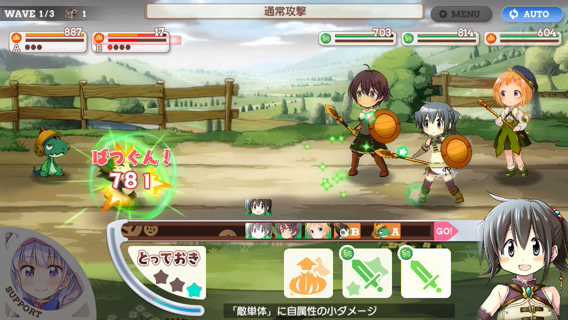 WAVE 1/3 1
通常攻撃
MENU
AUTO
887
A
17
B
703
814
604
ばつぐん!
781
B
A
GO!
とっておき
SUPPORT
「敵単体」に自属性の小ダメージ